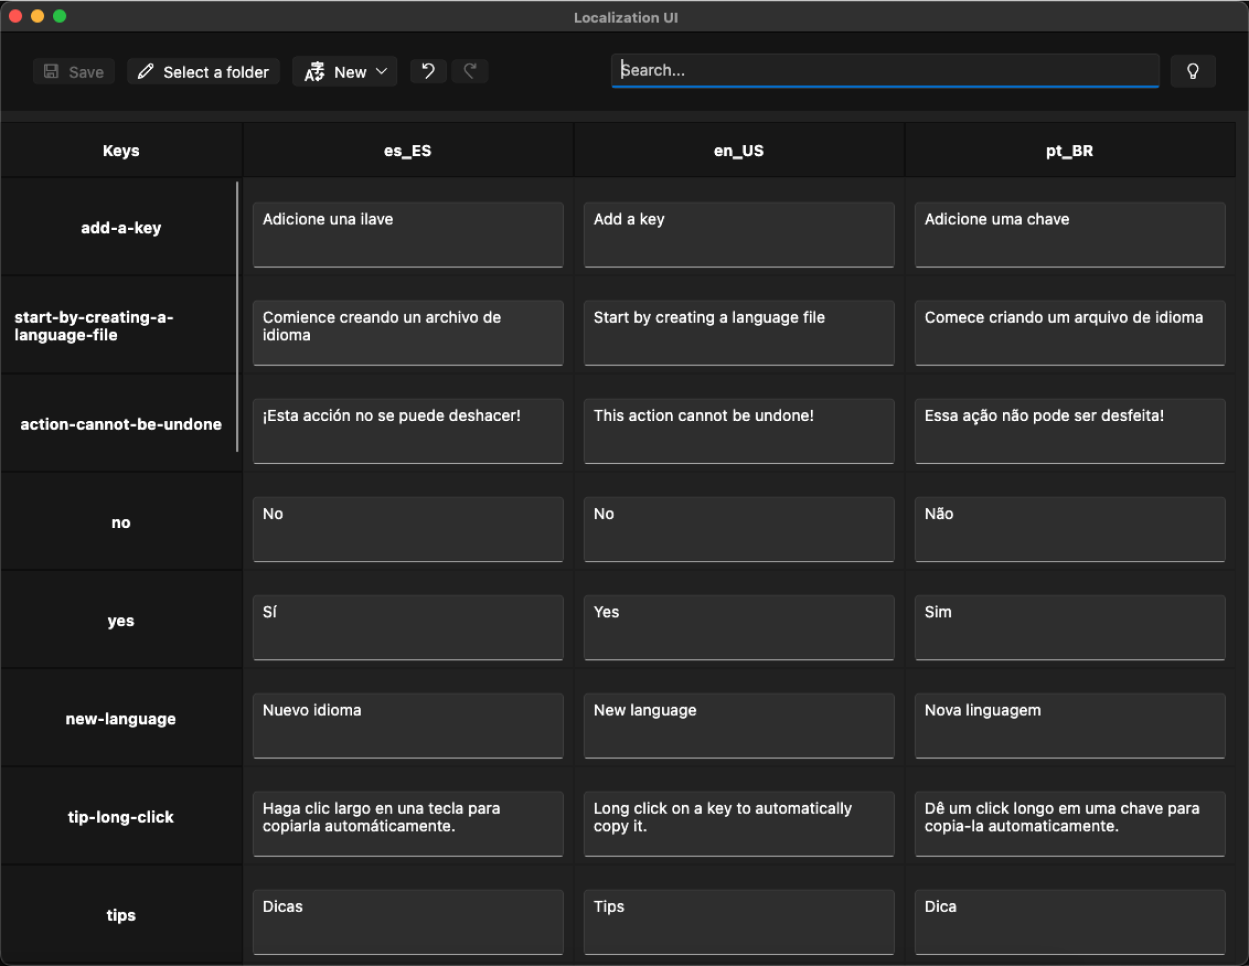 Localization UI
Save
Select a folder
New
Search...
Keys
es_ES
en_US
pt_BR
add-a-key
Adicione una ilave
Add a key
Adicione uma chave
start-by-creating-a-
language-file
Comience creando un archivo de
idioma
Start by creating a language file
Comece criando um arquivo de idioma
action-cannot-be-undone
¡Esta acción no se puede deshacer!
This action cannot be undone!
Essa ação não pode ser desfeita!
no
No
No
Não
yes
Sí
Yes
Sim
new-language
Nuevo idioma
New language
Nova linguagem
tip-long-click
Haga clic largo en una tecla para
copiarla automáticamente.
Long click on a key to automatically
copy it.
Dê um click longo em uma chave para
copia-la automaticamente.
tips
Dicas
Tips
Dica